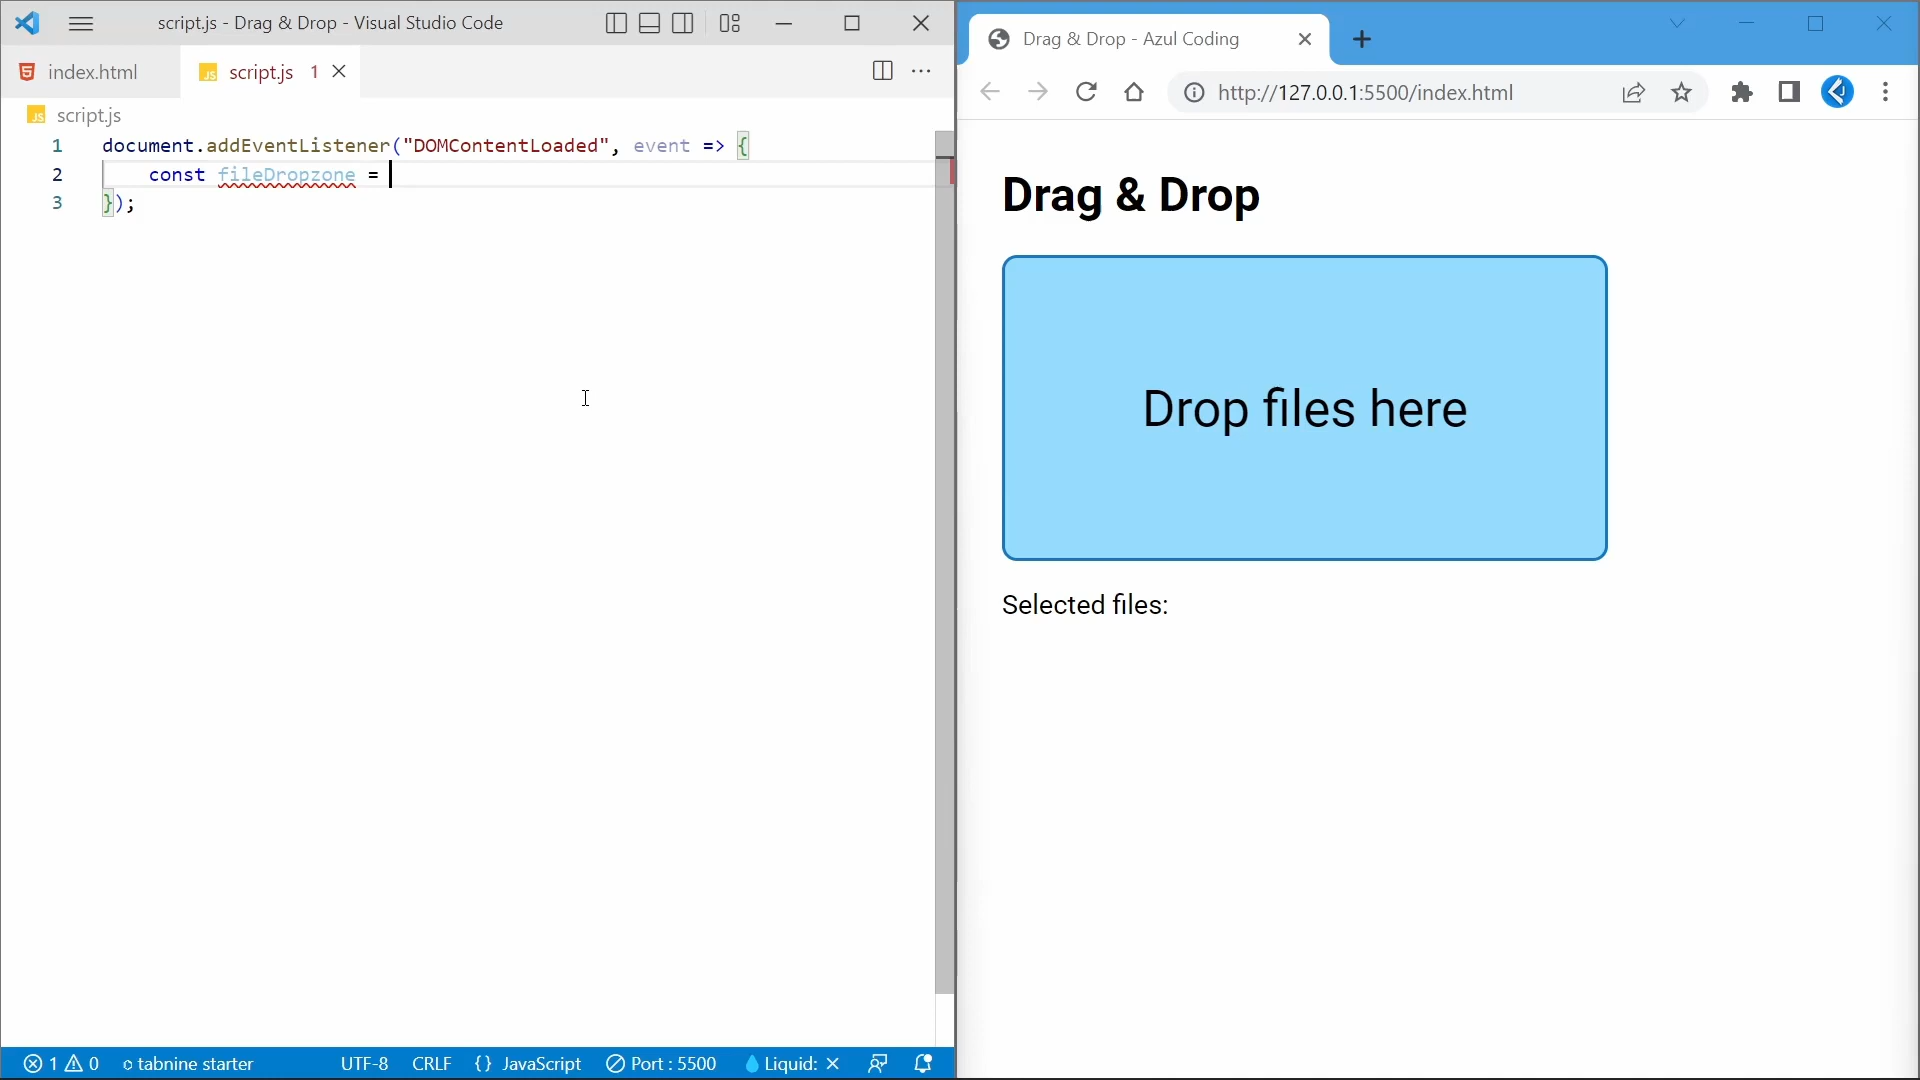 script.js - Drag & Drop - Visual Studio Code
index.html
script.js 1
script.js
1 document.addEventListener("DOMContentLoaded", event => {
2 const fileDropzone =
3 });
1 0 tabnine starter UTF-8 CRLF {} JavaScript Port : 5500 Liquid:
Drag & Drop - Azul Coding
http://127.0.0.1:5500/index.html
Drag & Drop
Drop files here
Selected files: